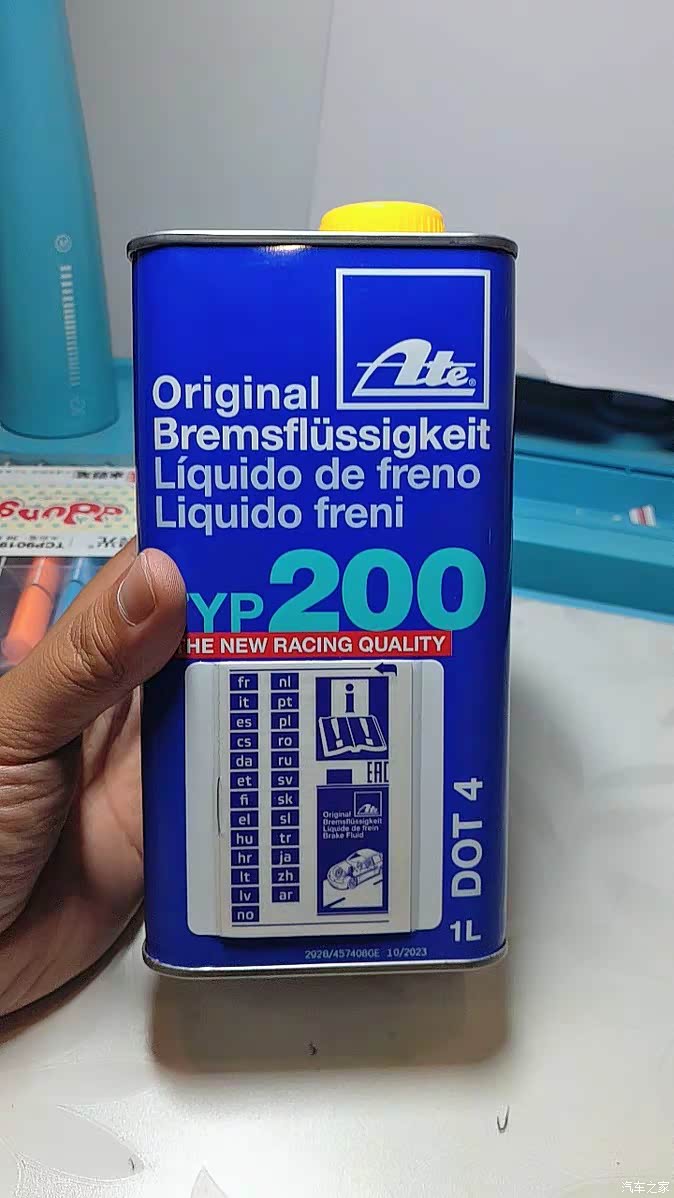 Ate®
Original
Bremsflüssigkeit
Líquido de freno
Liquido freni
TYP 200
THE NEW RACING QUALITY
fr nl
it pt
es pl
cs ro
da ru
et sv
fi sk
el sl
hu tr
hr ja
lt zh
lv ar
no
i
EAC
Ate
Original
Bremsflüssigkeit
Liquide de frein
Brake Fluid
DOT 4
1L
2928/457408GE 10/2023
TCP9019
汽车之家